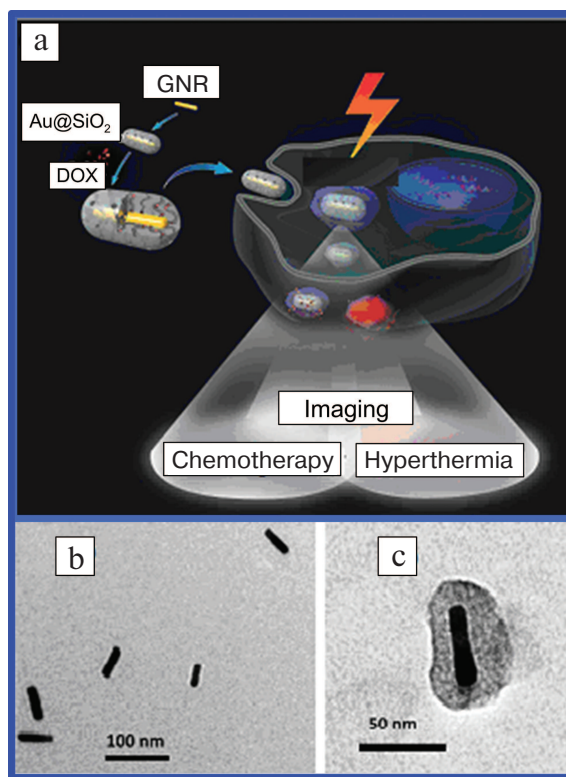 a
GNR
Au@SiO₂
DOX
Imaging
Chemotherapy
Hyperthermia
b
c
100 nm
50 nm